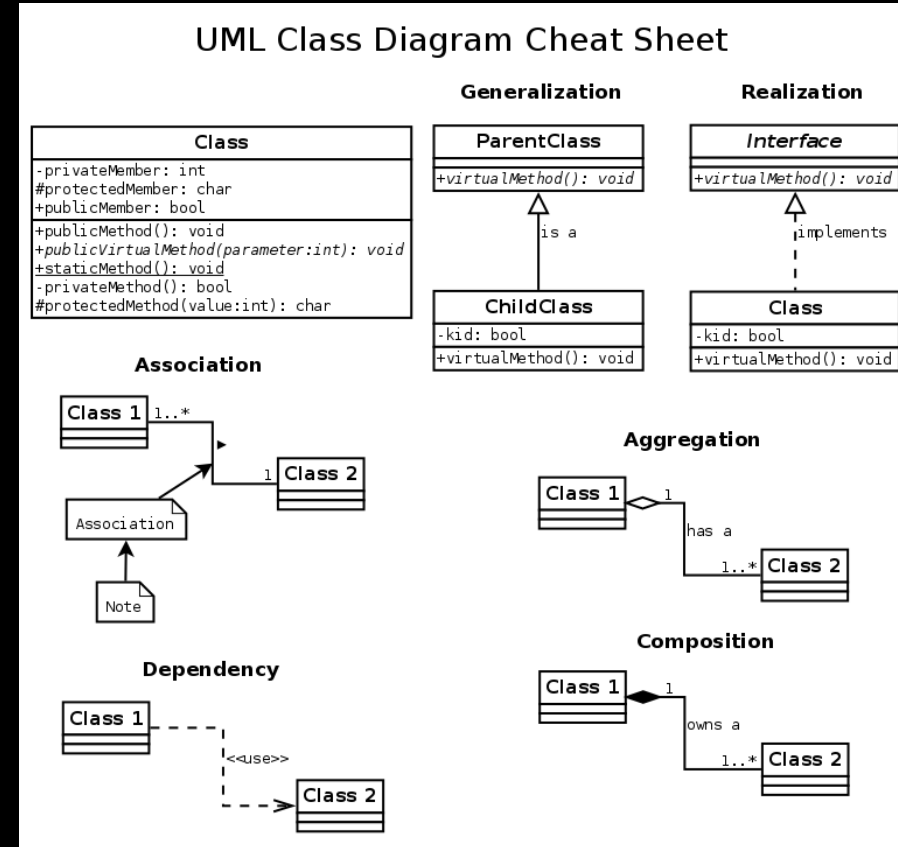 UML Class Diagram Cheat Sheet
Class
-privateMember: int
#protectedMember: char
+publicMember: bool
+publicMethod(): void
+publicVirtualMethod(parameter:int): void
+staticMethod(): void
-privateMethod(): bool
#protectedMethod(value:int): char
Generalization
ParentClass
+virtualMethod(): void
is a
ChildClass
-kid: bool
+virtualMethod(): void
Realization
Interface
+virtualMethod(): void
implements
Class
-kid: bool
+virtualMethod(): void
Association
Class 1
1..*
1
Class 2
Association
Note
Aggregation
Class 1
1
has a
1..*
Class 2
Dependency
Class 1
<<use>>
Class 2
Composition
Class 1
1
owns a
1..*
Class 2